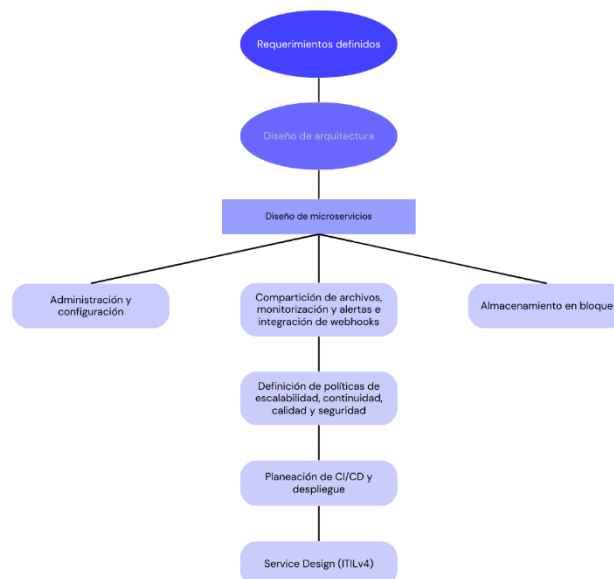 Requerimientos definidos
Diseño de arquitectura
Diseño de microservicios
Administración y
configuración
Compartición de archivos,
monitorización y alertas e
integración de webhooks
Almacenamiento en bloque
Definición de políticas de
escalabilidad, continuidad,
calidad y seguridad
Planeación de CI/CD y
despliegue
Service Design (ITILv4)